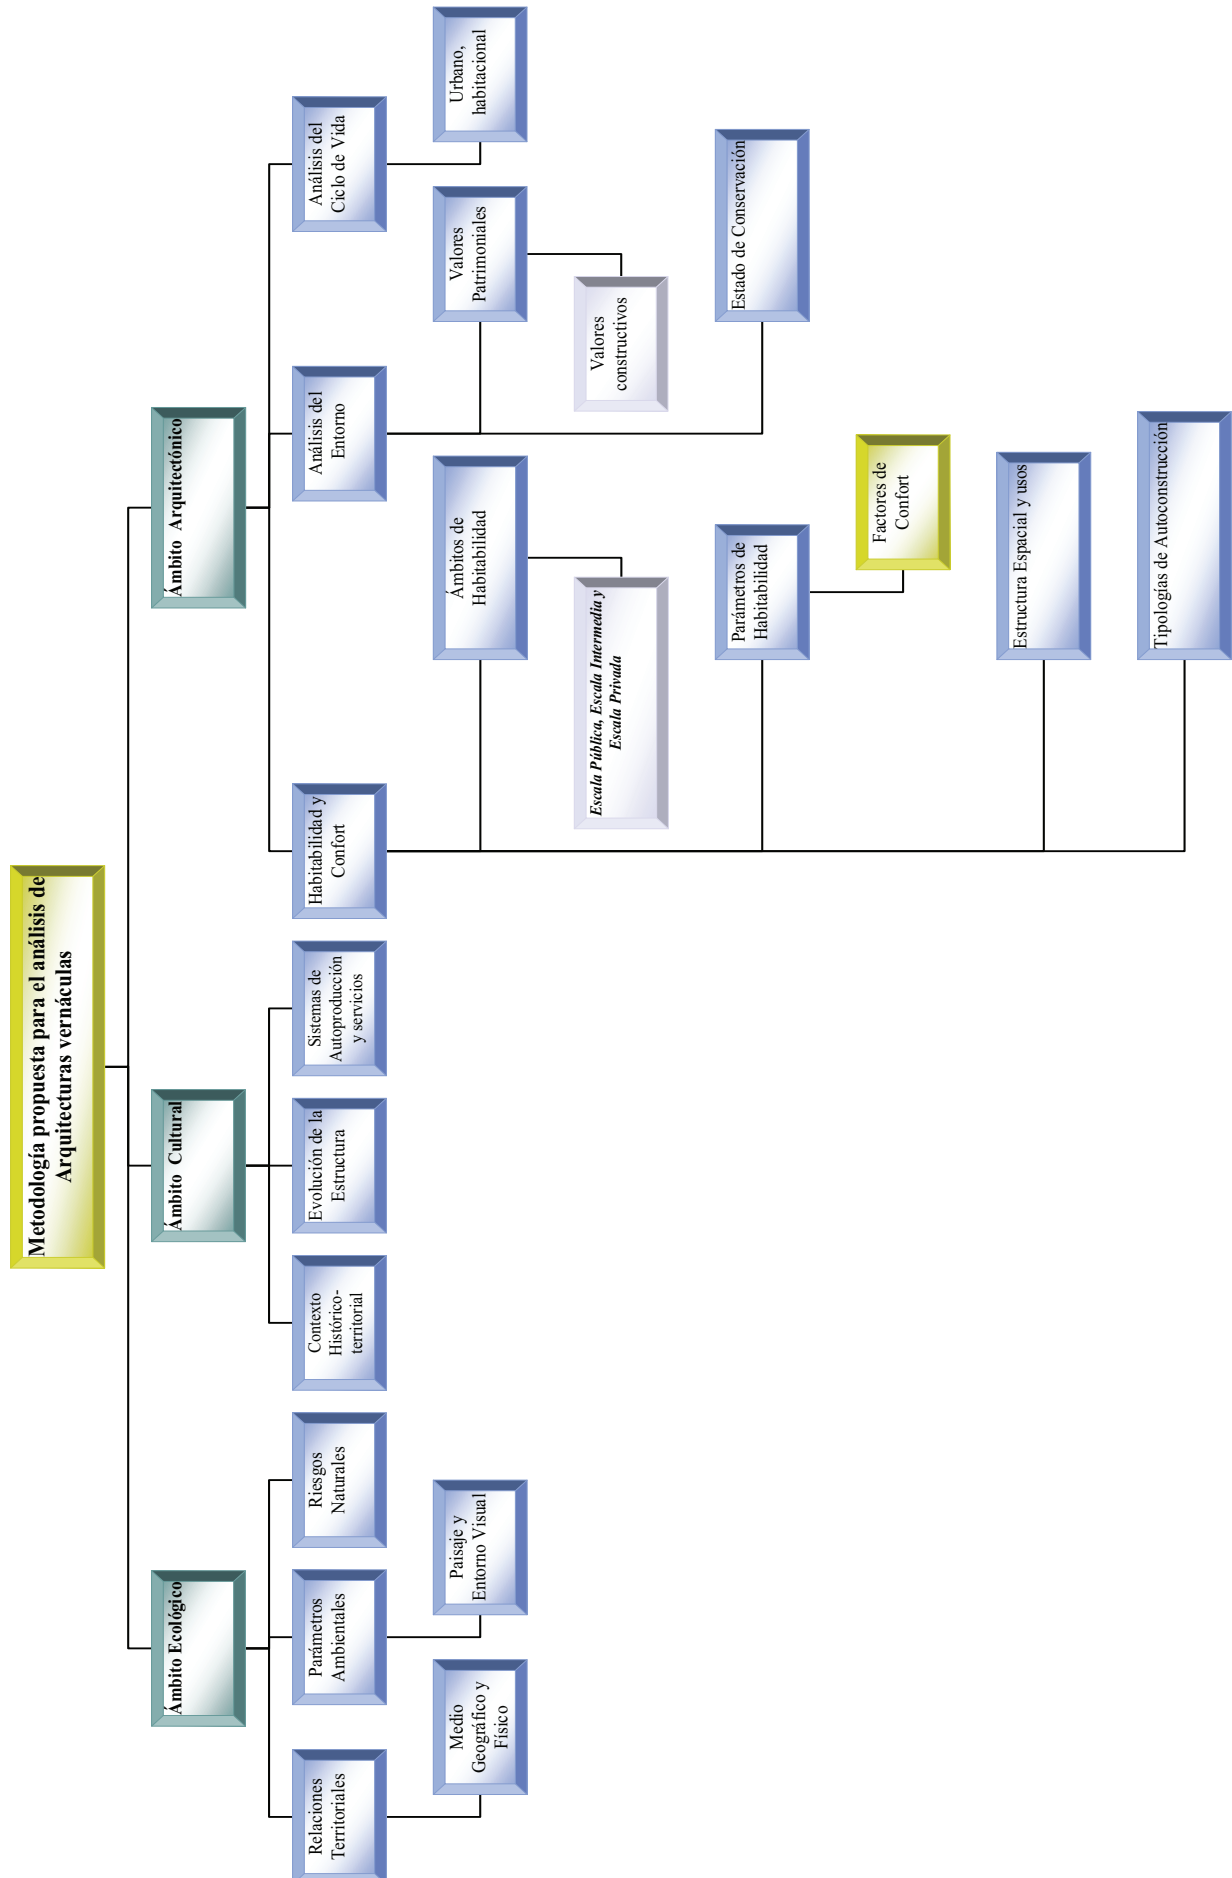 Metodología propuesta para el análisis de
Arquitecturas vernáculas
Ámbito Ecológico
Relaciones
Territoriales
Medio
Geográfico y
Físico
Parámetros
Ambientales
Paisaje y
Entorno Visual
Riesgos
Naturales
Ámbito Cultural
Contexto
Histórico-
territorial
Evolución de la
Estructura
Sistemas de
Autoproducción
y servicios
Ámbito Arquitectónico
Habitabilidad y
Confort
Ámbitos de
Habitabilidad
Escala Pública, Escala Intermedia y
Escala Privada
Parámetros de
Habitabilidad
Factores de
Confort
Estructura Espacial y usos
Tipologías de Autoconstrucción
Análisis del
Entorno
Valores
Patrimoniales
Valores
constructivos
Estado de Conservación
Análisis del
Ciclo de Vida
Urbano,
habitacional